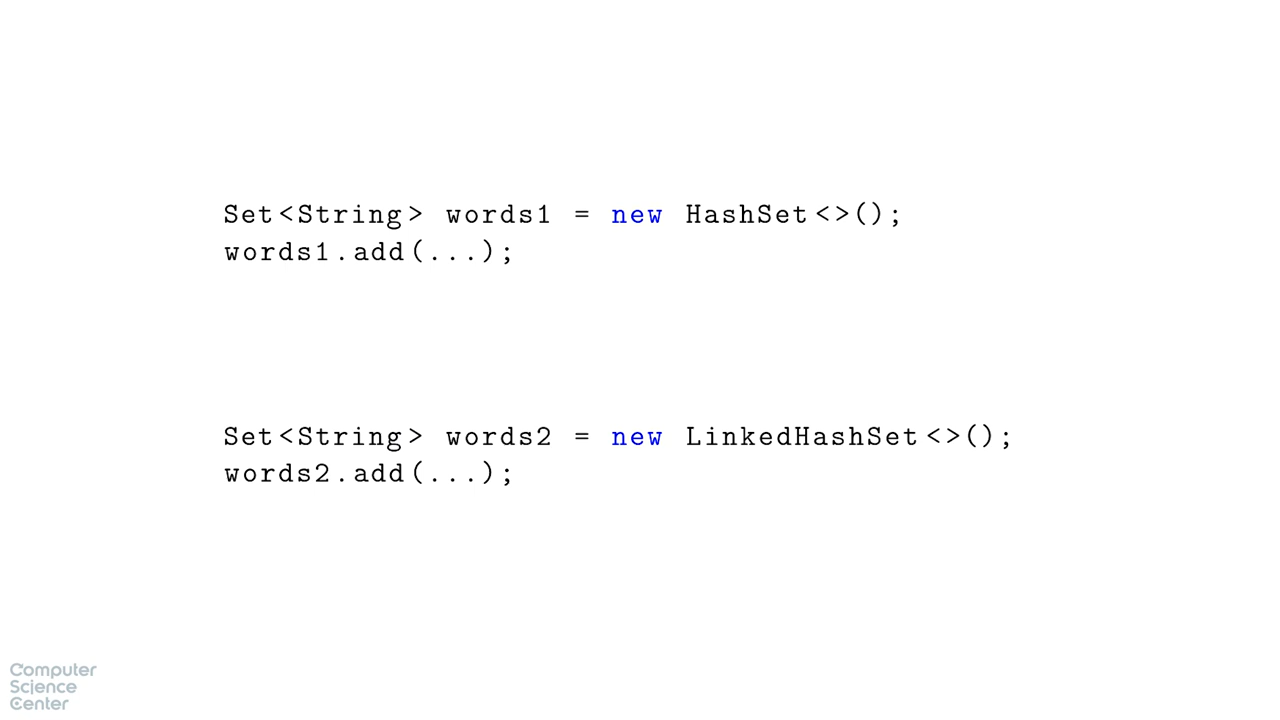 Set<String> words1 = new HashSet<>();
words1.add(...);
Set<String> words2 = new LinkedHashSet<>();
words2.add(...);
Computer
Science
Center